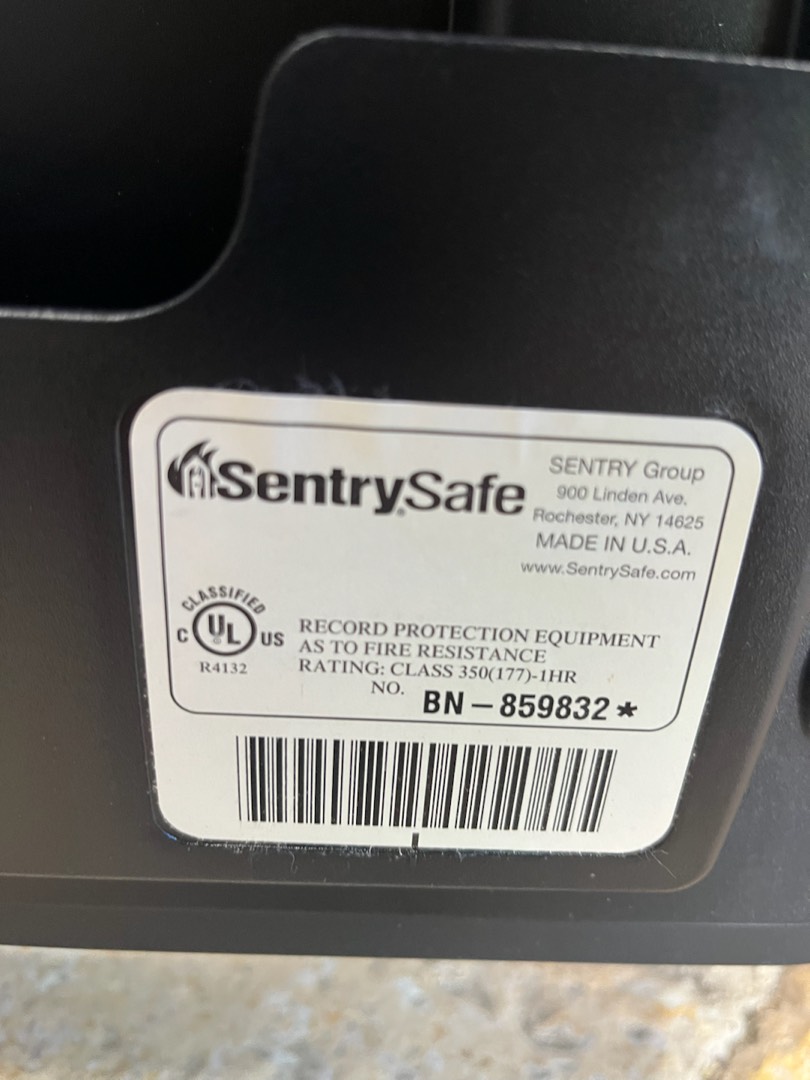 SentrySafe
SENTRY Group
900 Linden Ave.
Rochester, NY 14625
MADE IN U.S.A.
www.SentrySafe.com
CLASSIFIED
C UL US
R4132
RECORD PROTECTION EQUIPMENT
AS TO FIRE RESISTANCE
RATING: CLASS 350(177)-1HR
NO. BN-859832*